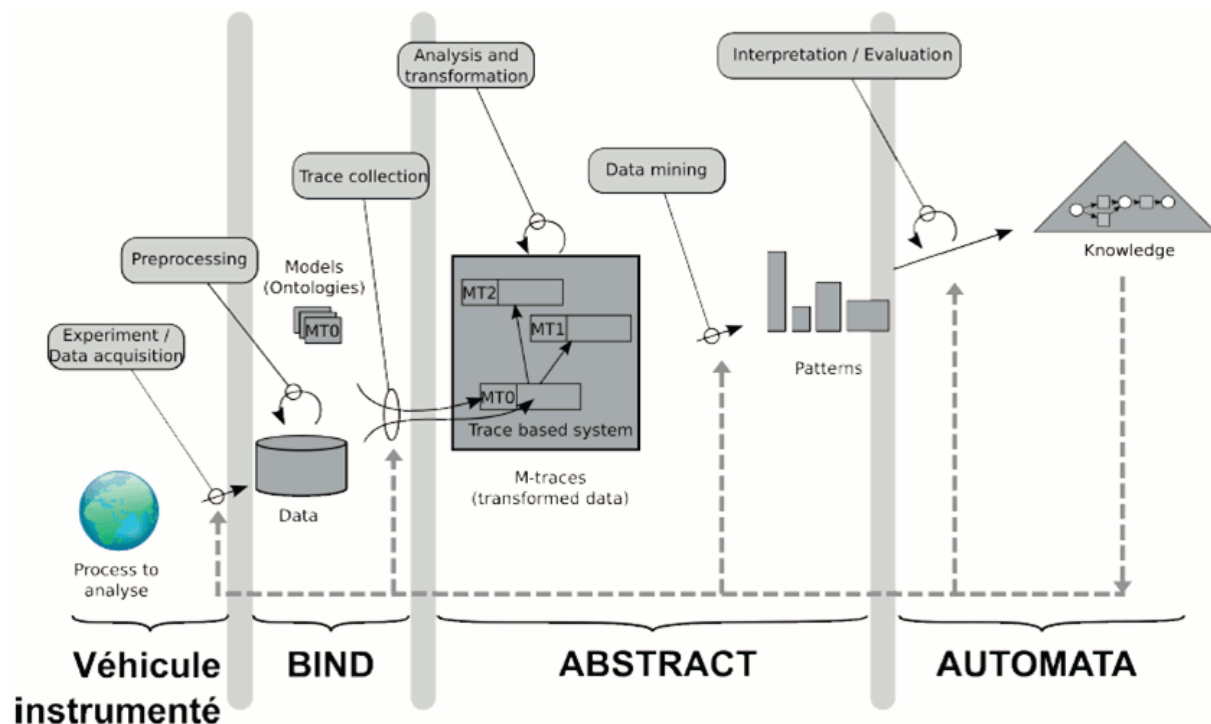 Analysis and
transformation
Interpretation / Evaluation
Trace collection
Data mining
Preprocessing
Models
(Ontologies)
MT0
Experiment /
Data acquisition
MT2
MT1
MT0
Trace based system
M-traces
(transformed data)
Patterns
Knowledge
Data
Process to
analyse
Véhicule
instrumenté
BIND
ABSTRACT
AUTOMATA